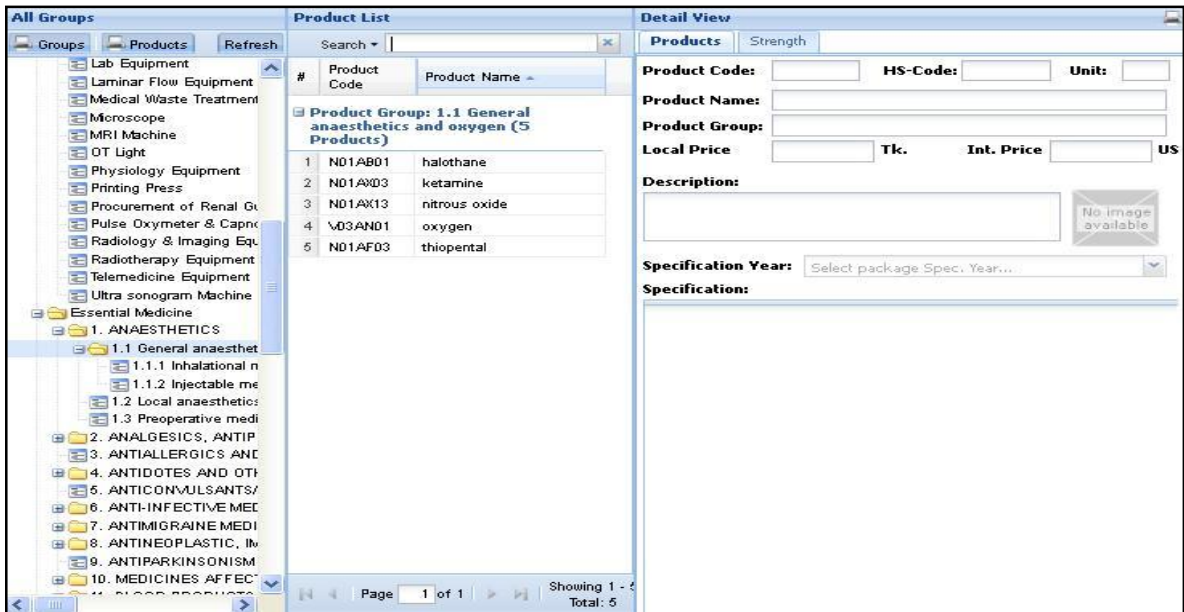 All Groups
Groups Products Refresh
Lab Equipment
Laminar Flow Equipment
Medical Waste Treatment
Microscope
MRI Machine
OT Light
Physiology Equipment
Printing Press
Procurement of Renal
Pulse Oxymeter &
Radiology & Imaging
Radiotherapy Equipment
Telemedicine Equipment
Ultra sonogram Machine
Essential Medicine
1. ANAESTHETICS
1.1 General anaesthet
1.1.1 Inhalational
1.1.2 Injectable me
1.2 Local anaesthetics
1.3 Preoperative medi
2. ANALGESICS, ANTIP
3. ANTIALLERGICS AND
4. ANTIDOTES AND OTH
5. ANTICONVULSANTS/
6. ANTI-INFECTIVE MED
7. ANTIMIGRAINE MEDI
8. ANTINEOPLASTIC,
9. ANTIPARKINSONISM
10. MEDICINES AFFECT
Product List
Search
# Product Code Product Name
Product Group: 1.1 General
anaesthetics and oxygen (5
Products)
1 N01AB01 halothane
2 N01AX03 ketamine
3 N01AX13 nitrous oxide
4 V03AN01 oxygen
5 N01AF03 thiopental
Page 1 of 1
Showing 1 - 5
Total: 5
Detail View
Products Strength
Product Code: HS-Code: Unit:
Product Name:
Product Group:
Local Price Tk. Int. Price US
Description:
No image
available
Specification Year: Select package Spec. Year...
Specification: